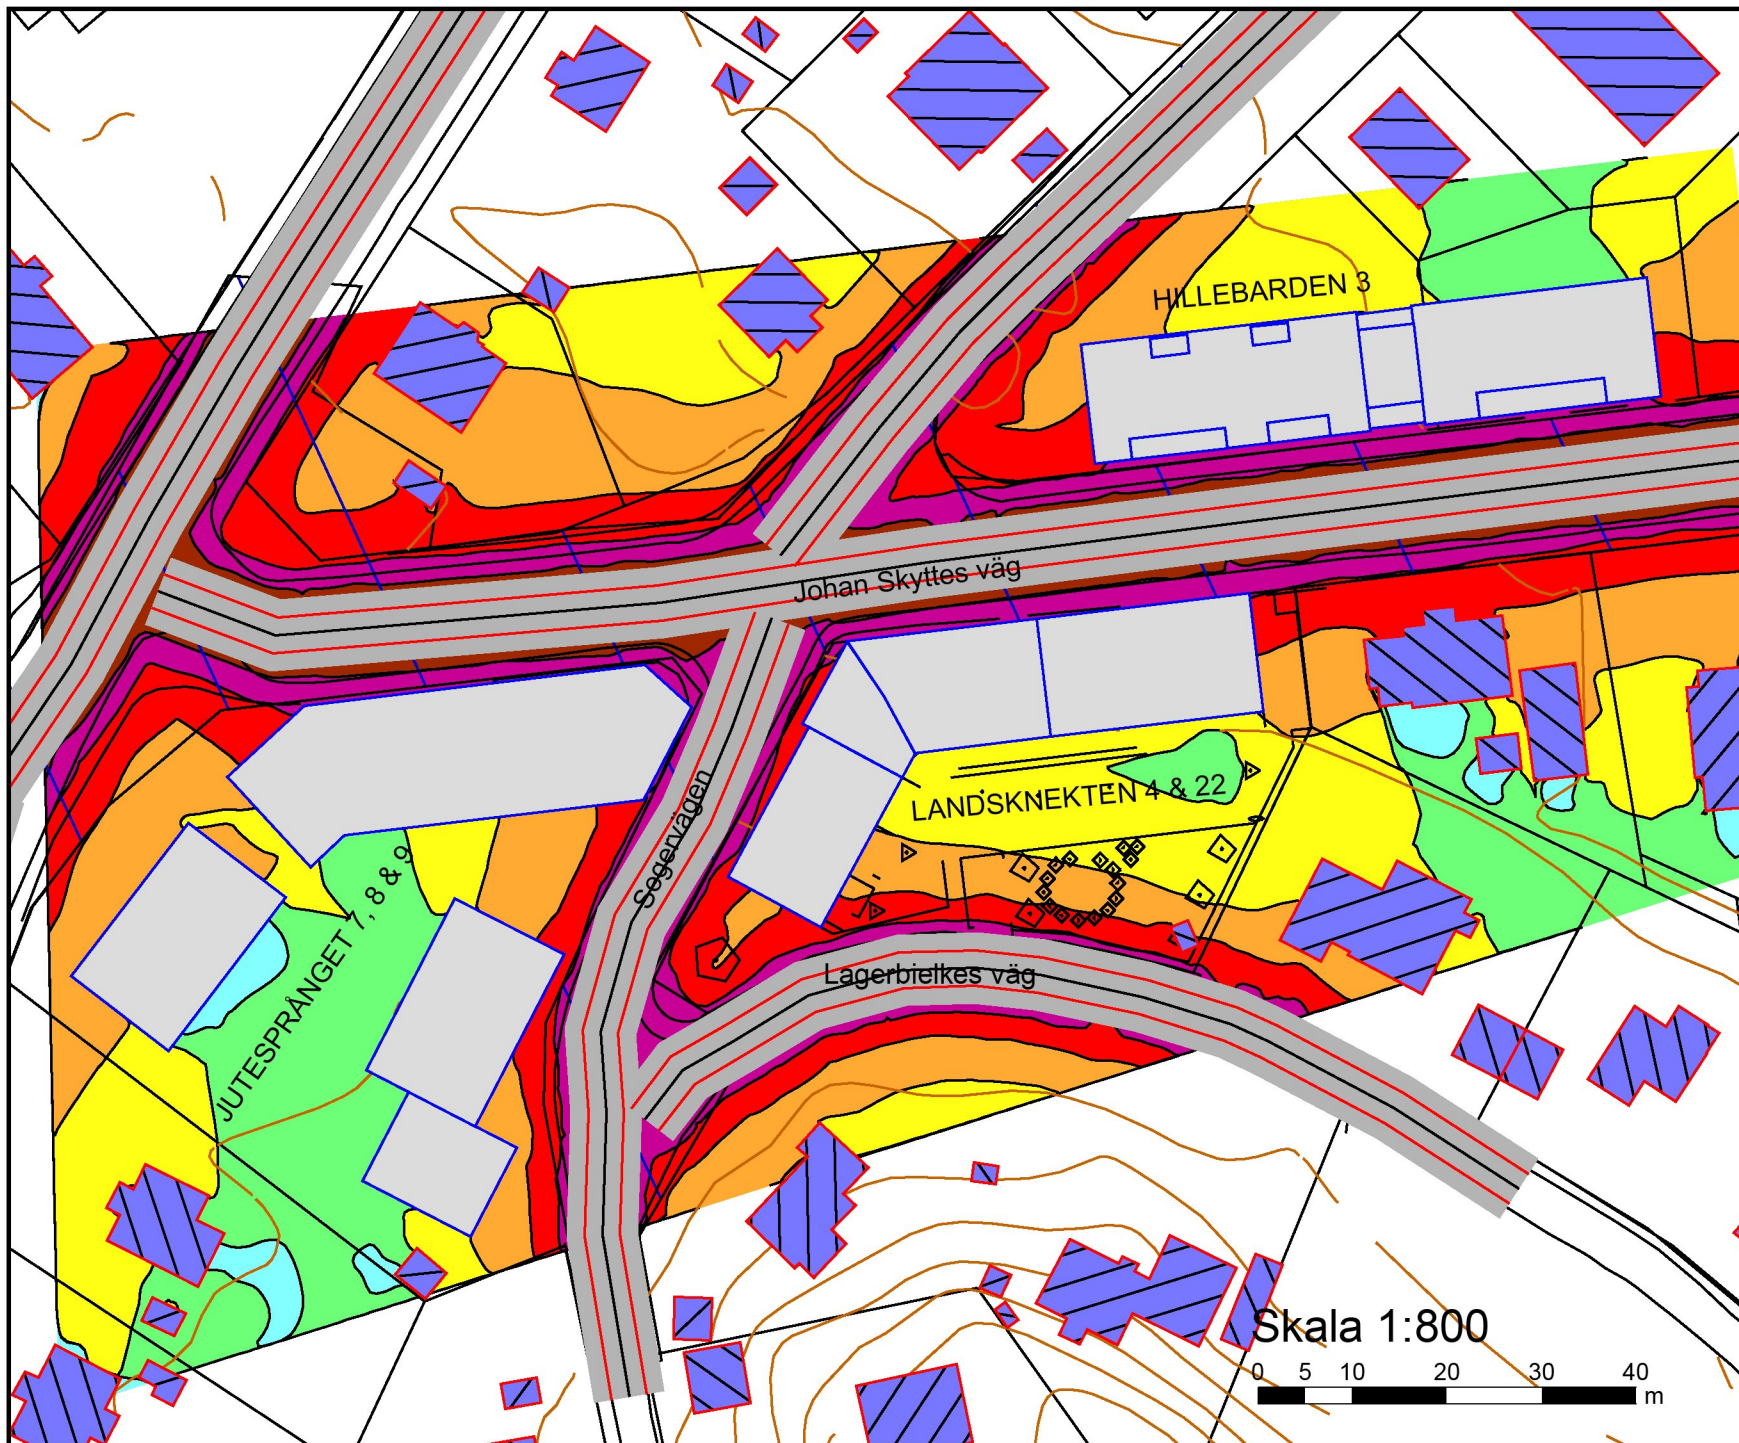 HILLEBARDEN 3
Johan Skyttes väg
LANDSKNEKTEN 4 & 22
Segervägen
JUTESPRÅNGET 7, 8 & 9
Lagerbielkes väg
Skala 1:800
0 5 10 20 30 40
m